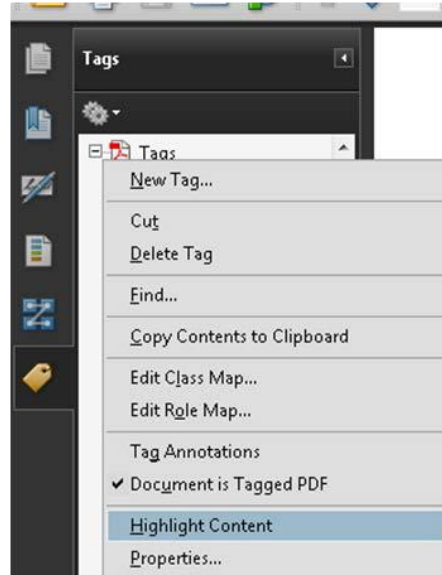 Tags
Tags
New Tag...
Cut
Delete Tag
Find...
Copy Contents to Clipboard
Edit Class Map...
Edit Role Map...
Tag Annotations
Document is Tagged PDF
Highlight Content
Properties...